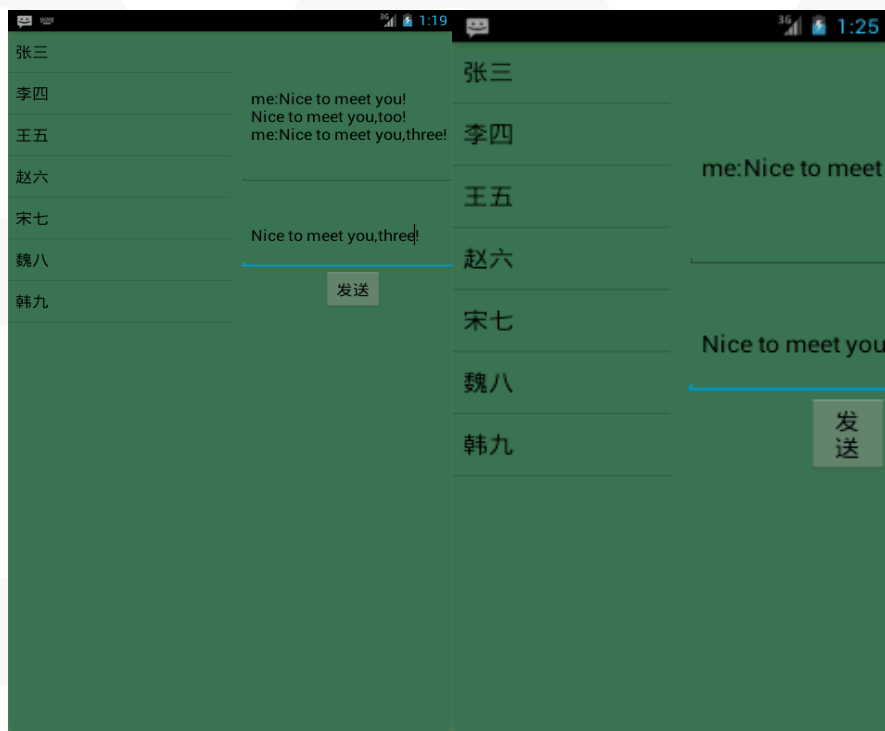 3G 1:19
张三
李四
王五
赵六
宋七
魏八
韩九
me:Nice to meet you!
Nice to meet you,too!
me:Nice to meet you,three!
Nice to meet you,three!
发送
3G 1:25
张三
李四
王五
赵六
宋七
魏八
韩九
me:Nice to meet
Nice to meet you
发
送